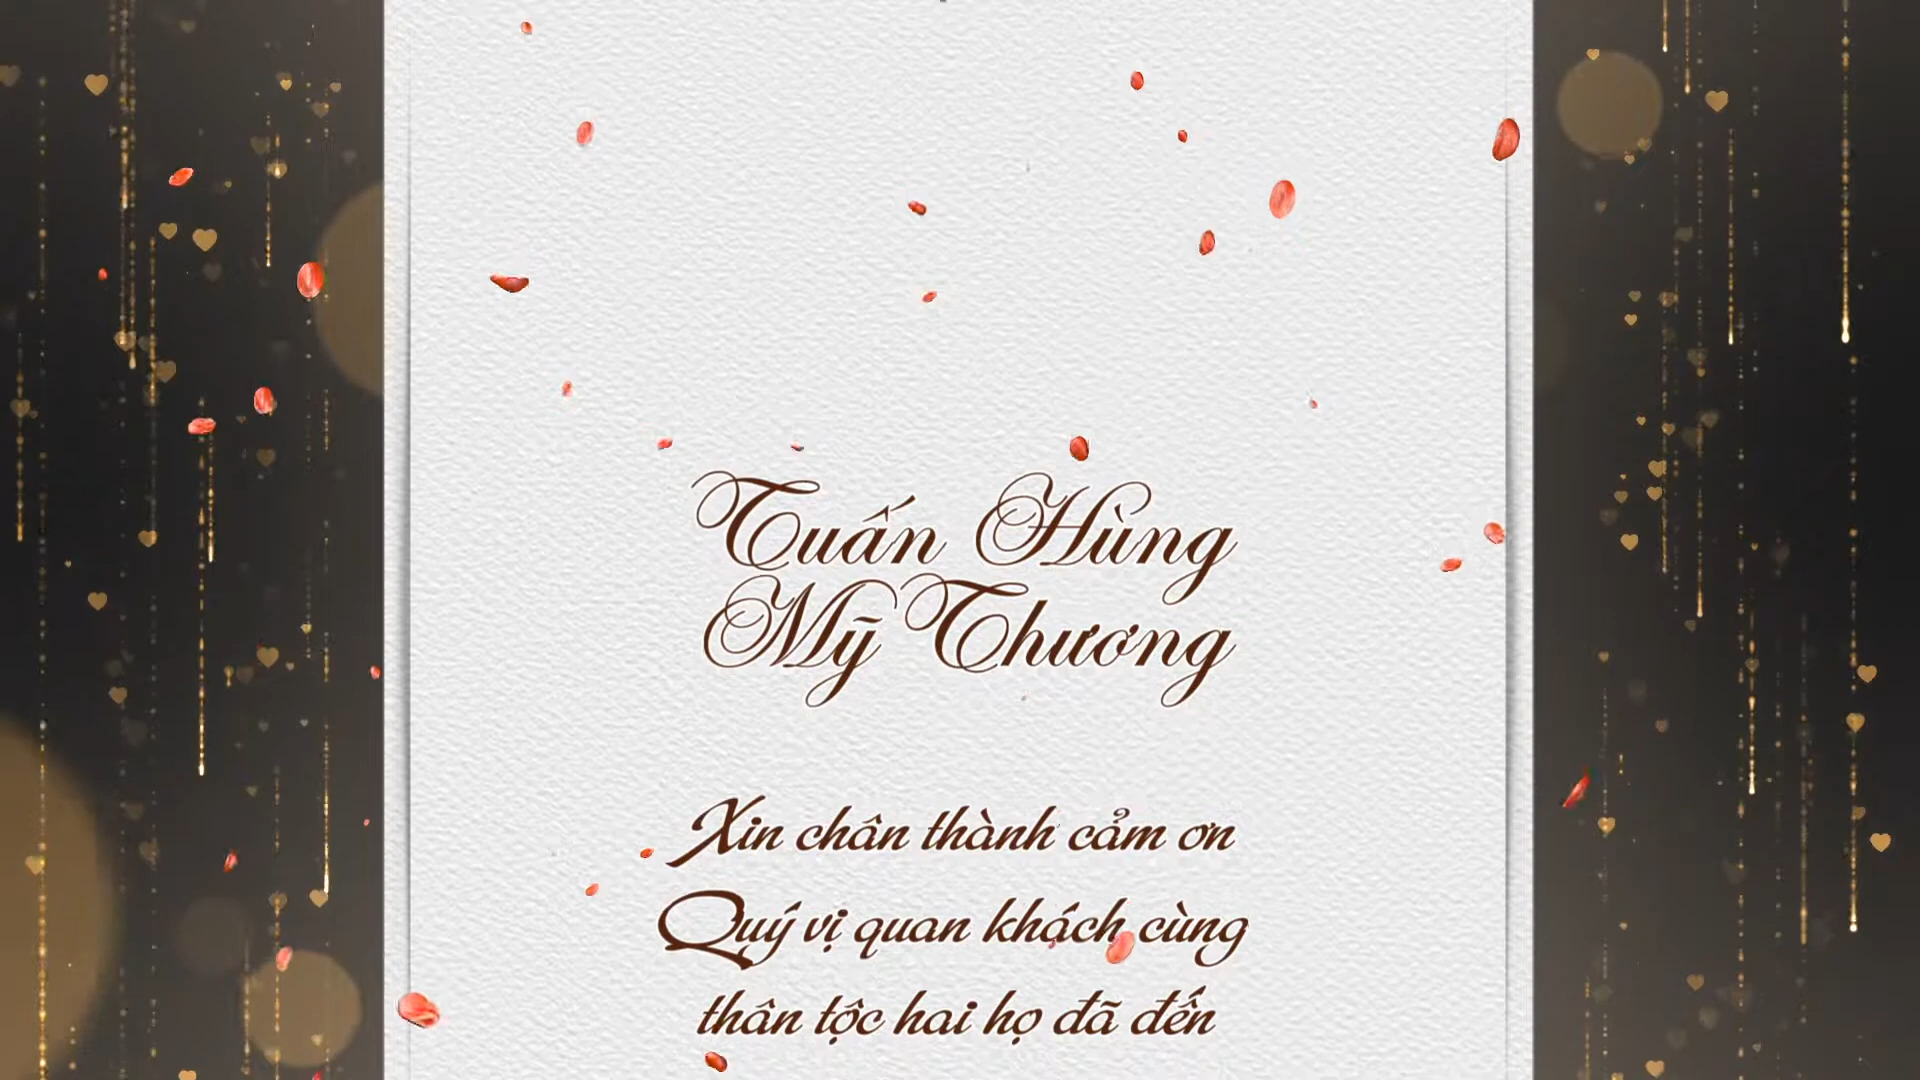 Tuấn Hùng
Mỹ Thương
Xin chân thành cảm ơn
Quý vị quan khách cùng
thân tộc hai họ đã đến